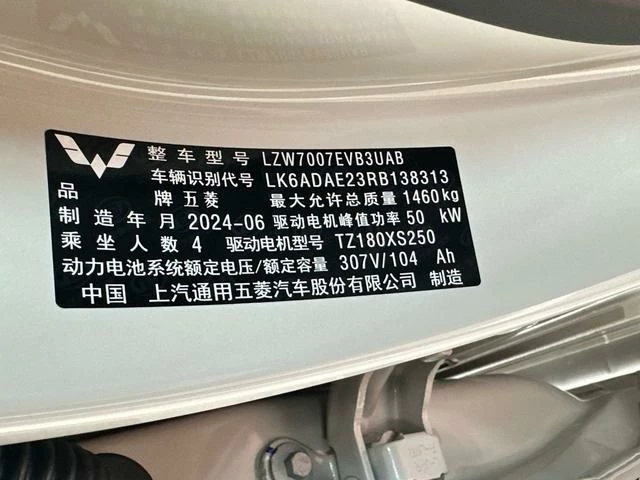 整车型号 LZW7007EVB3UAB
车辆识别代号 LK6ADAE23RB138313
品 牌 五菱 最大允许总质量 1460kg
制造年月 2024-06 驱动电机峰值功率 50 kW
乘坐人数 4 驱动电机型号 TZ180XS250
动力电池系统额定电压/额定容量 307V/104 Ah
中国 上汽通用五菱汽车股份有限公司 制造